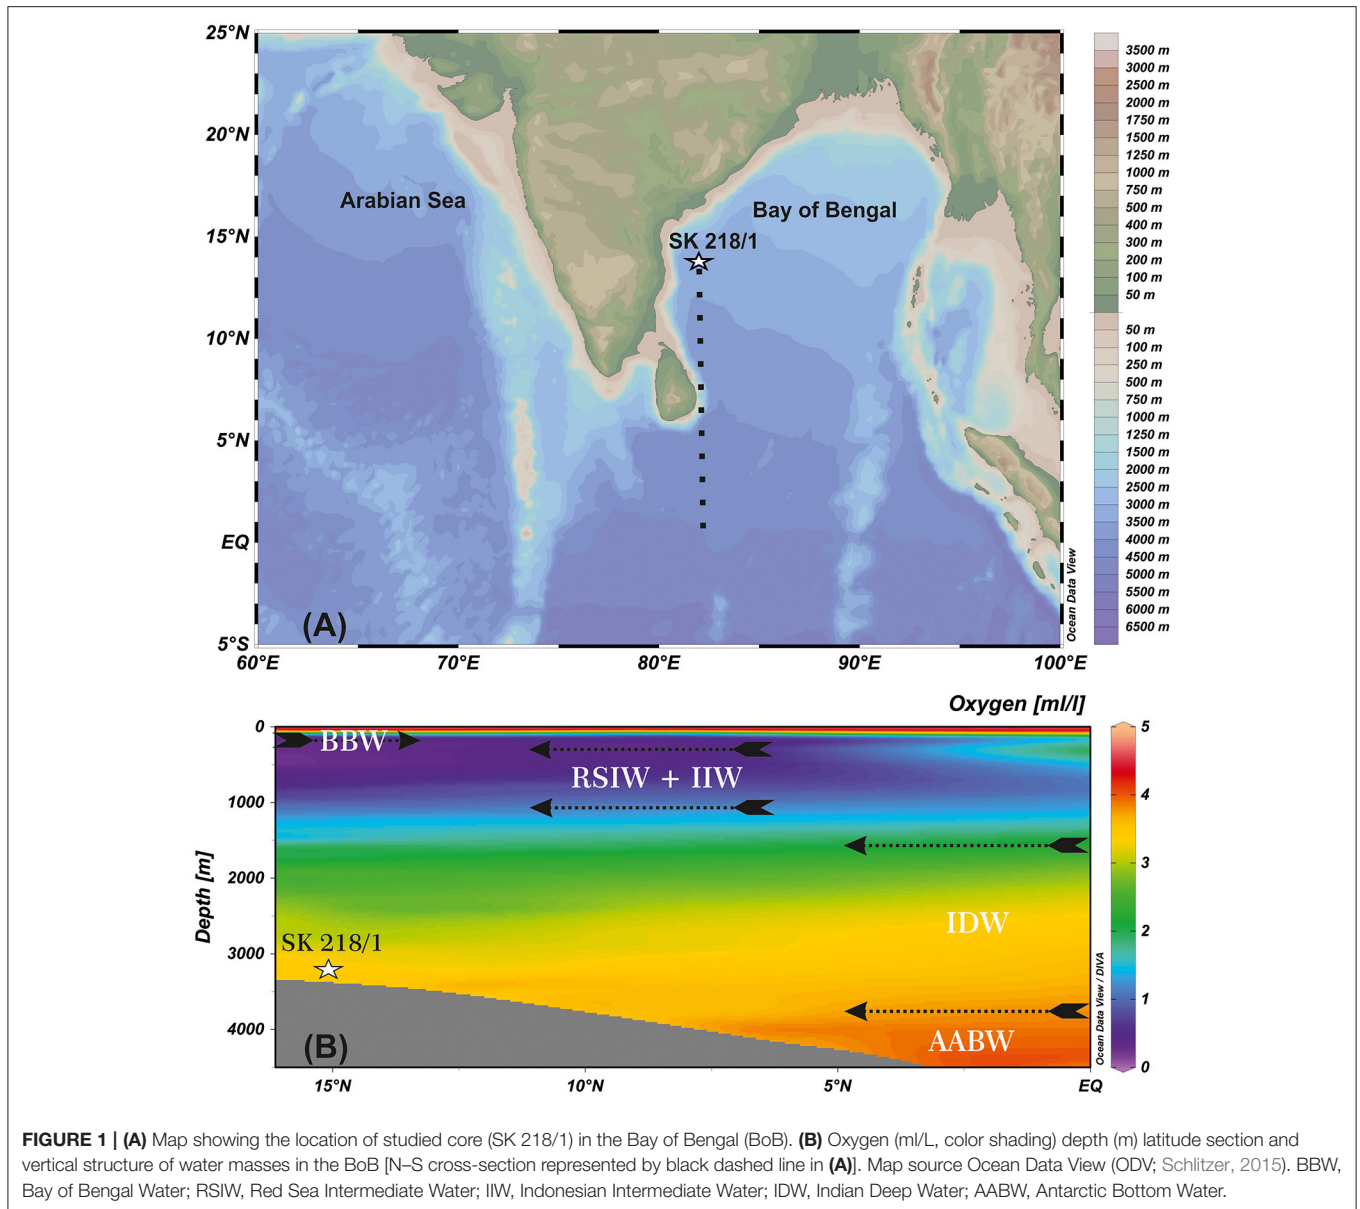 25°N
20°N
15°N
10°N
5°N
EQ
5°S
60°E
70°E
80°E
90°E
100°E
Arabian Sea
Bay of Bengal
SK 218/1
(A)
Ocean Data View
3500 m
3000 m
2500 m
2000 m
1750 m
1500 m
1250 m
1000 m
750 m
500 m
400 m
300 m
200 m
100 m
50 m
50 m
100 m
250 m
500 m
750 m
1000 m
1250 m
1500 m
2000 m
2500 m
3000 m
3500 m
4000 m
4500 m
5000 m
5500 m
6000 m
6500 m
Oxygen [ml/l]
0
1000
2000
3000
4000
Depth [m]
BBW
RSIW + IIW
IDW
SK 218/1
AABW
(B)
Ocean Data View / DIVA
15°N
10°N
5°N
EQ
5
4
3
2
1
0
FIGURE 1 | (A) Map showing the location of studied core (SK 218/1) in the Bay of Bengal (BoB). (B) Oxygen (ml/L, color shading) depth (m) latitude section and
vertical structure of water masses in the BoB [N–S cross-section represented by black dashed line in (A)]. Map source Ocean Data View (ODV; Schlitzer, 2015). BBW,
Bay of Bengal Water; RSIW, Red Sea Intermediate Water; IIW, Indonesian Intermediate Water; IDW, Indian Deep Water; AABW, Antarctic Bottom Water.